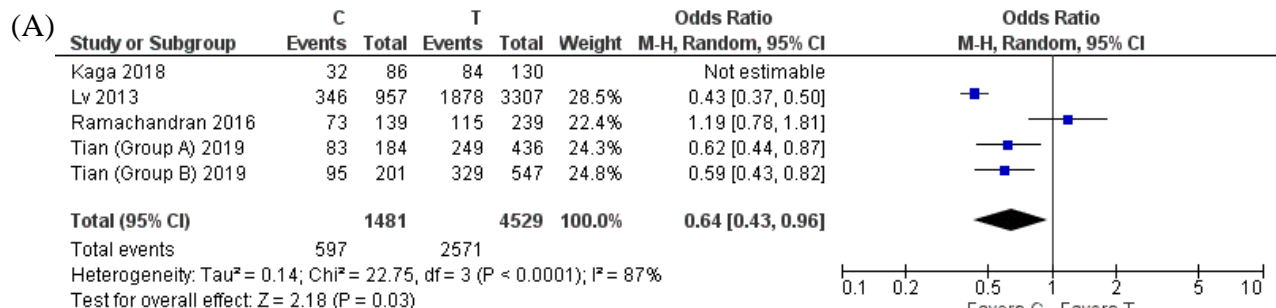 (A)
C T Odds Ratio Odds Ratio
Study or Subgroup Events Total Events Total Weight M-H, Random, 95% CI M-H, Random, 95% CI
Kaga 2018 32 86 84 130 Not estimable
Lv 2013 346 957 1878 3307 28.5% 0.43 [0.37, 0.50]
Ramachandran 2016 73 139 115 239 22.4% 1.19 [0.78, 1.81]
Tian (Group A) 2019 83 184 249 436 24.3% 0.62 [0.44, 0.87]
Tian (Group B) 2019 95 201 329 547 24.8% 0.59 [0.43, 0.82]
Total (95% CI) 1481 4529 100.0% 0.64 [0.43, 0.96]
Total events 597 2571
Heterogeneity: Tau² = 0.14; Chi² = 22.75, df = 3 (P < 0.0001); I² = 87%
Test for overall effect: Z = 2.18 (P = 0.03)
0.1 0.2 0.5 1 2 5 10
Favors C Favors T